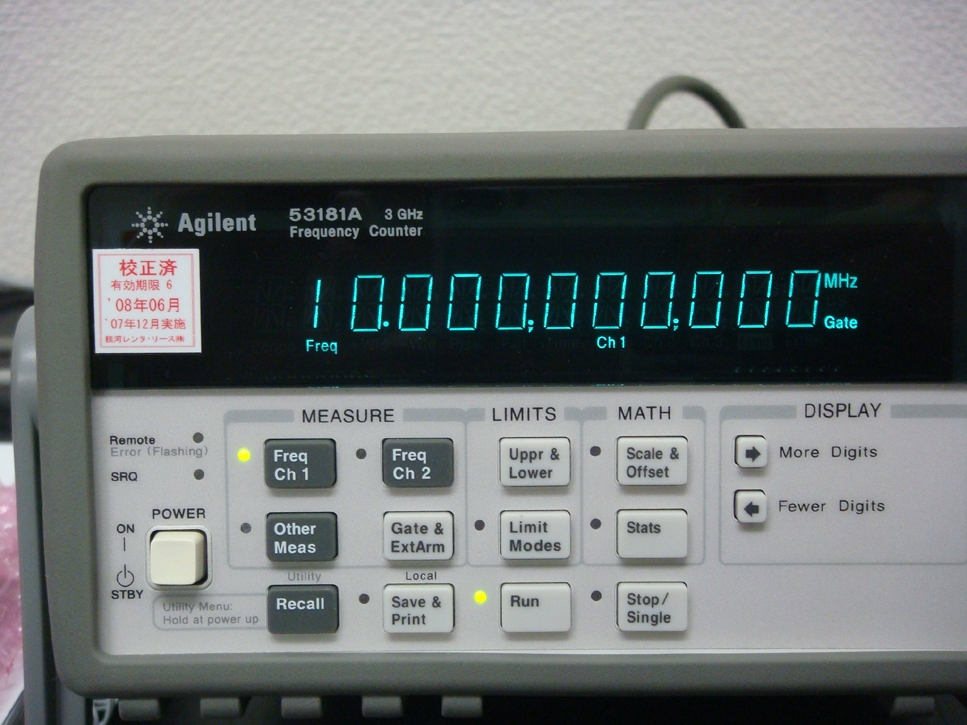 Agilent
53181A 3 GHz
Frequency Counter
校正済
有効期限 6
'08年06月
'07年12月実施
10.000,000,000 MHz
Gate
Freq
Ch 1
MEASURE
LIMITS
MATH
DISPLAY
Remote
Error (Flashing)
SRQ
Freq
Ch 1
Freq
Ch 2
Uppr &
Lower
Scale &
Offset
More Digits
Fewer Digits
POWER
ON
STBY
Other
Meas
Gate &
ExtArm
Limit
Modes
Stats
Utility
Local
Utility Menu:
Hold at power up
Recall
Save &
Print
Run
Stop/
Single